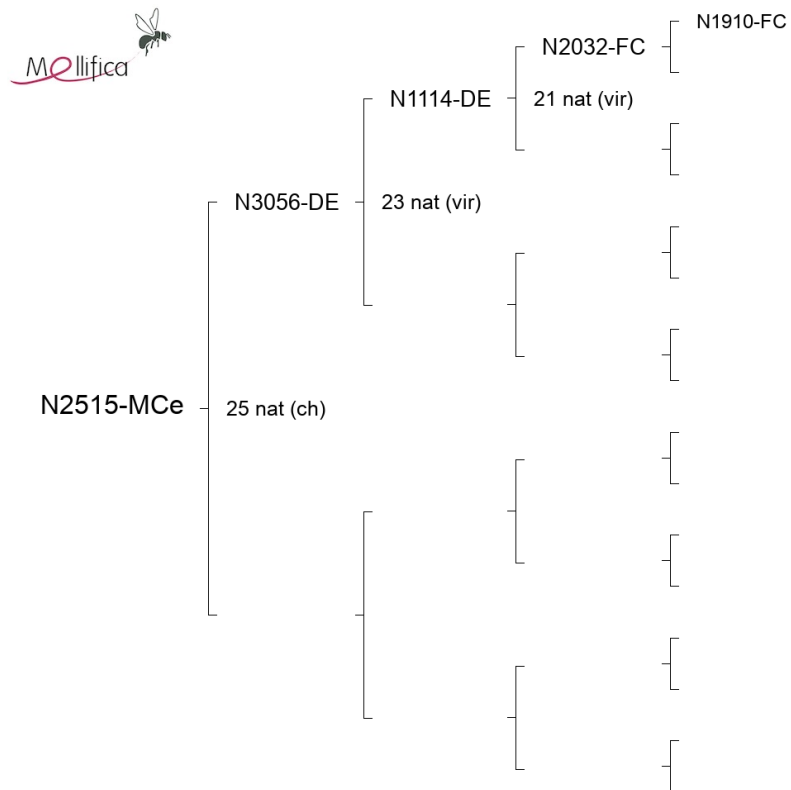 Mellifica
N1910-FC
N2032-FC
N1114-DE
21 nat (vir)
N3056-DE
23 nat (vir)
N2515-MCe
25 nat (ch)